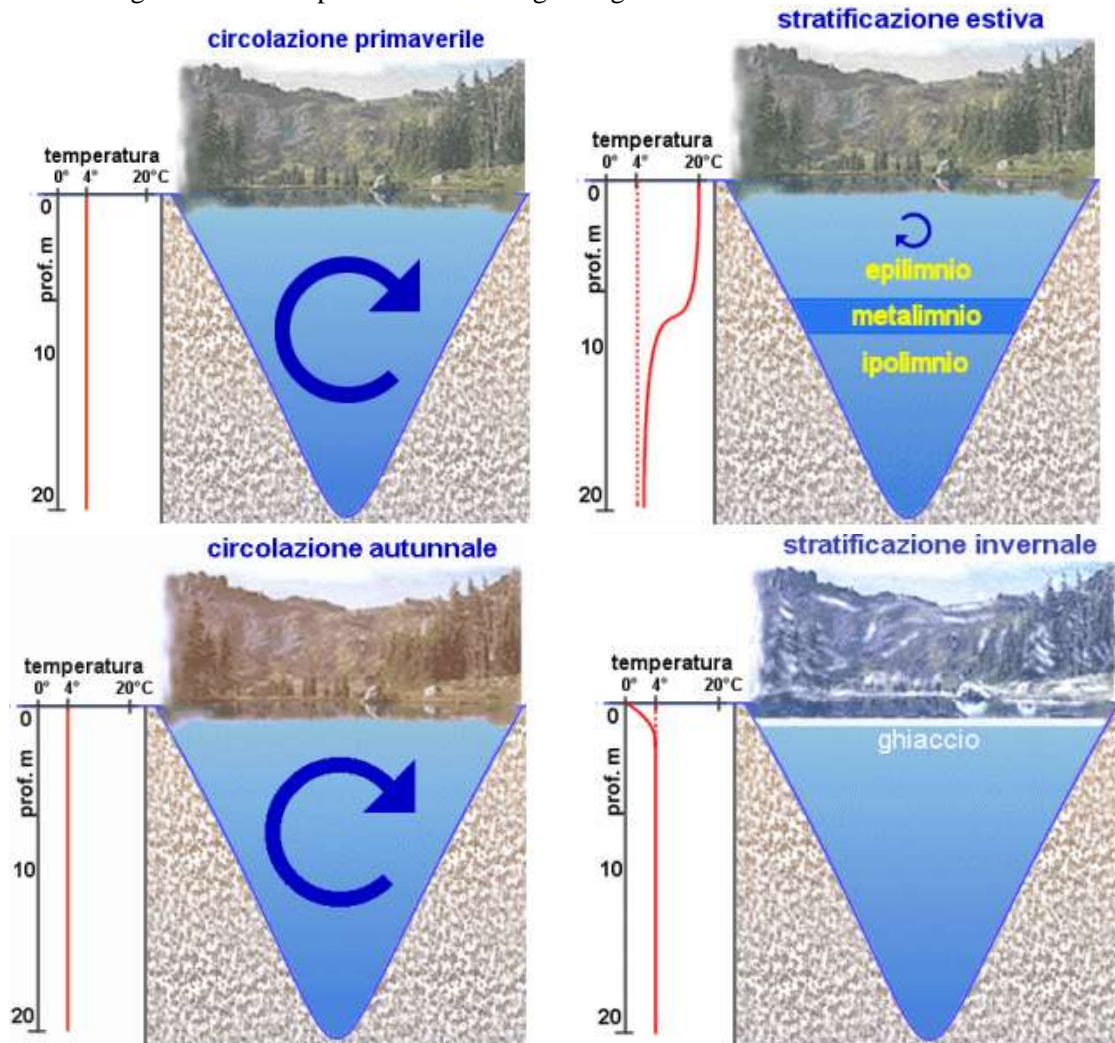 circolazione primaverile
temperatura
0° 4° 20°C
0
prof. m
10
20
stratificazione estiva
temperatura
0° 4° 20°C
0
prof. m
10
20
epilimnio
metalimnio
ipolimnio
circolazione autunnale
temperatura
0° 4° 20°C
0
prof. m
10
20
stratificazione invernale
temperatura
0° 4° 20°C
0
prof. m
10
20
ghiaccio